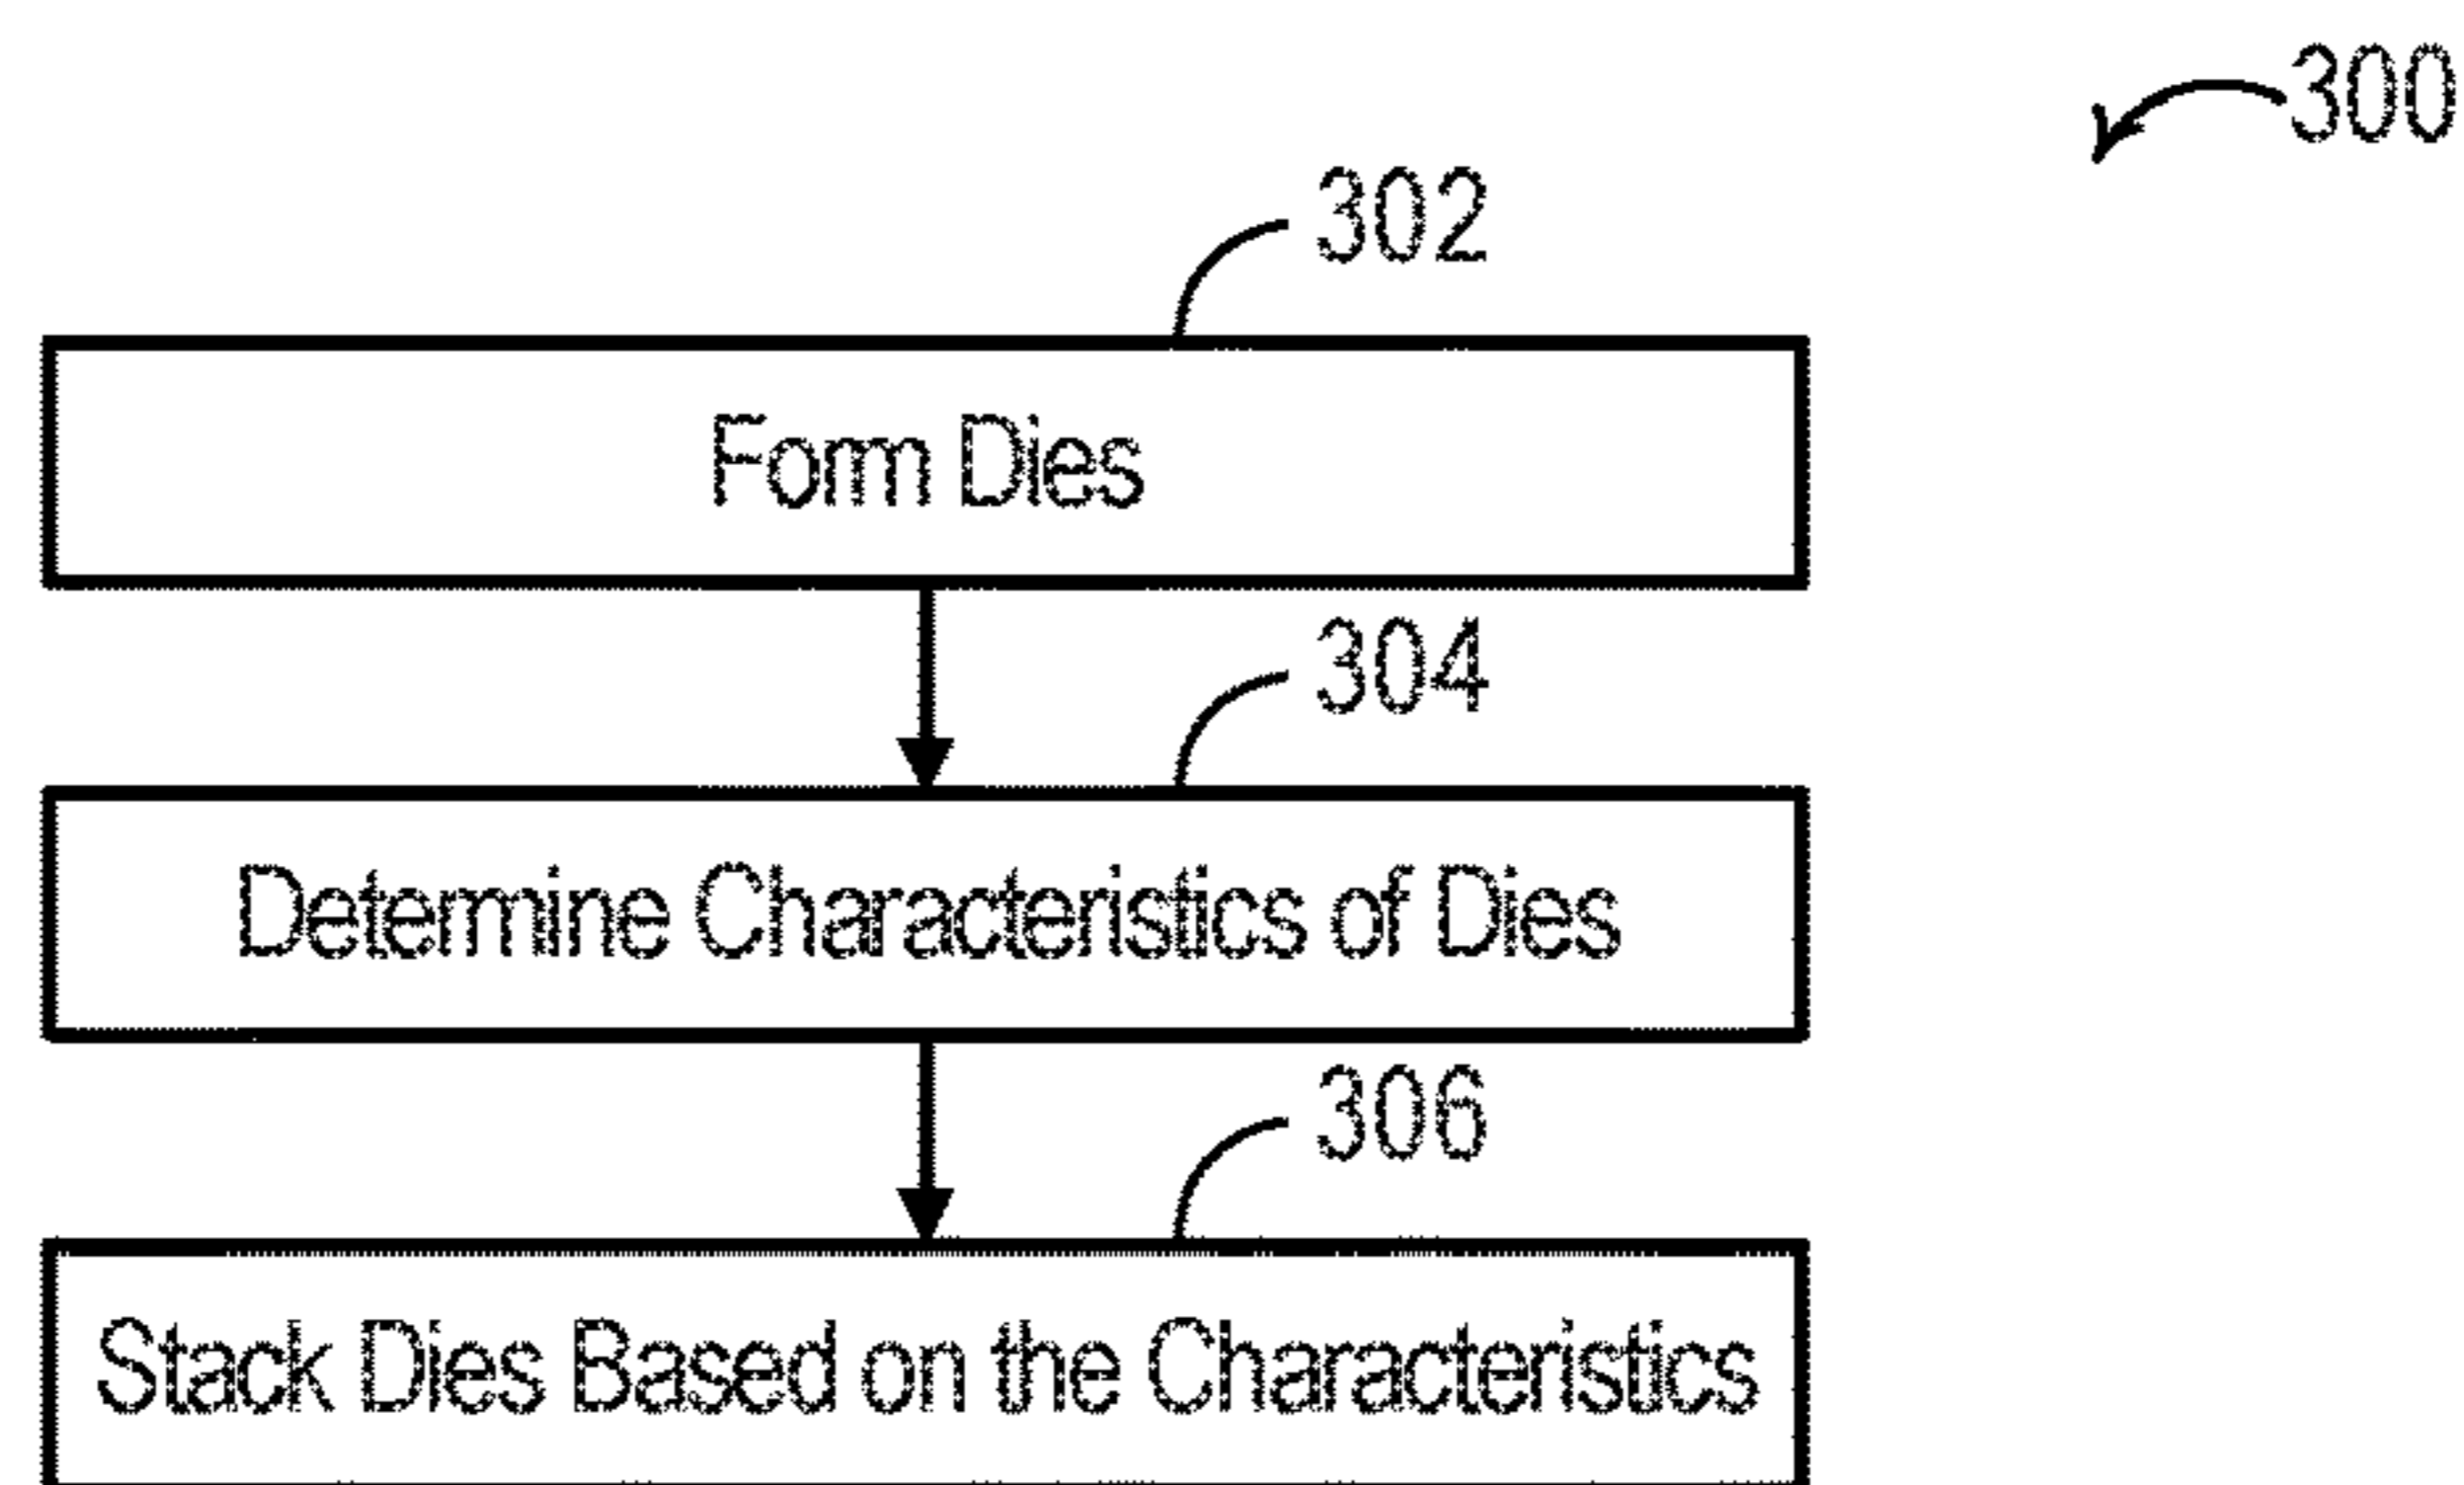 300
302
Form Dies
304
Determine Characteristics of Dies
306
Stack Dies Based on the Characteristics